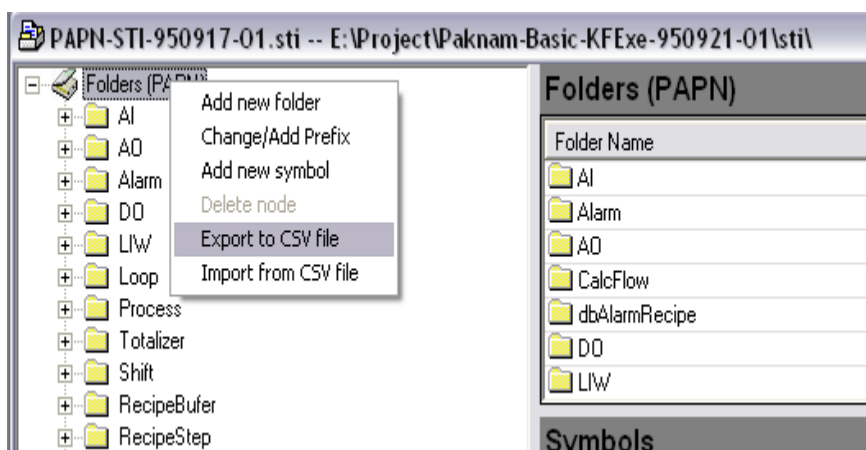 PAPN-STI-950917-01.sti -- E:\Project\Paknam-Basic-KFExe-950921-01\sti\
Folders (PAPN)
AI
AO
Alarm
DO
LIW
Loop
Process
Totalizer
Shift
RecipeBufer
RecipeStep
Add new folder
Change/Add Prefix
Add new symbol
Delete node
Export to CSV file
Import from CSV file
Folders (PAPN)
Folder Name
AI
Alarm
AO
CalcFlow
dbAlarmRecipe
DO
LIW
Symbols